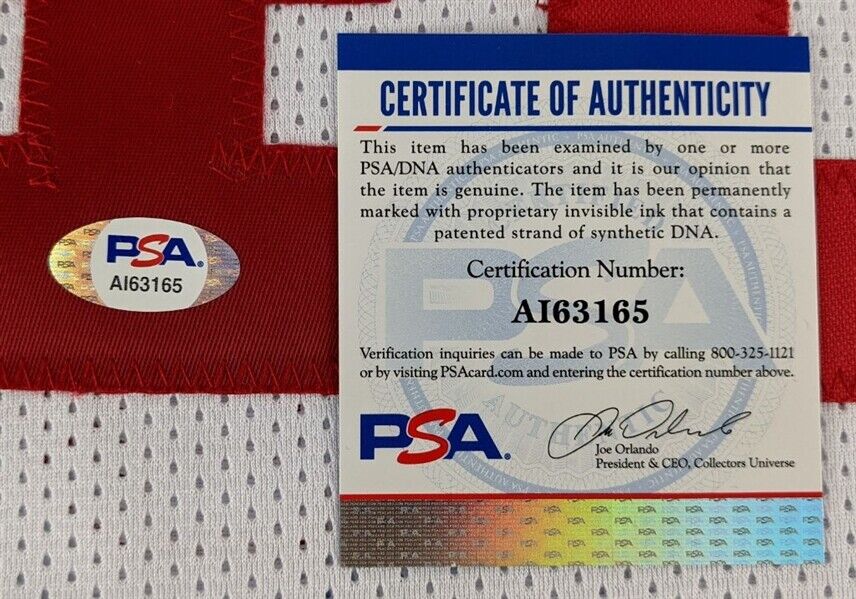 PSA.
AI63165
CERTIFICATE OF AUTHENTICITY
This item has been examined by one or more
PSA/DNA authenticators and it is our opinion that
the item is genuine. The item has been permanently
marked with proprietary invisible ink that contains a
patented strand of synthetic DNA.
Certification Number:
AI63165
Verification inquiries can be made to PSA by calling 800-325-1121
or by visiting PSAcard.com and entering the certification number above.
PSA
AUTHENTIC
PSA.
Joe Orlando
President & CEO, Collectors Universe